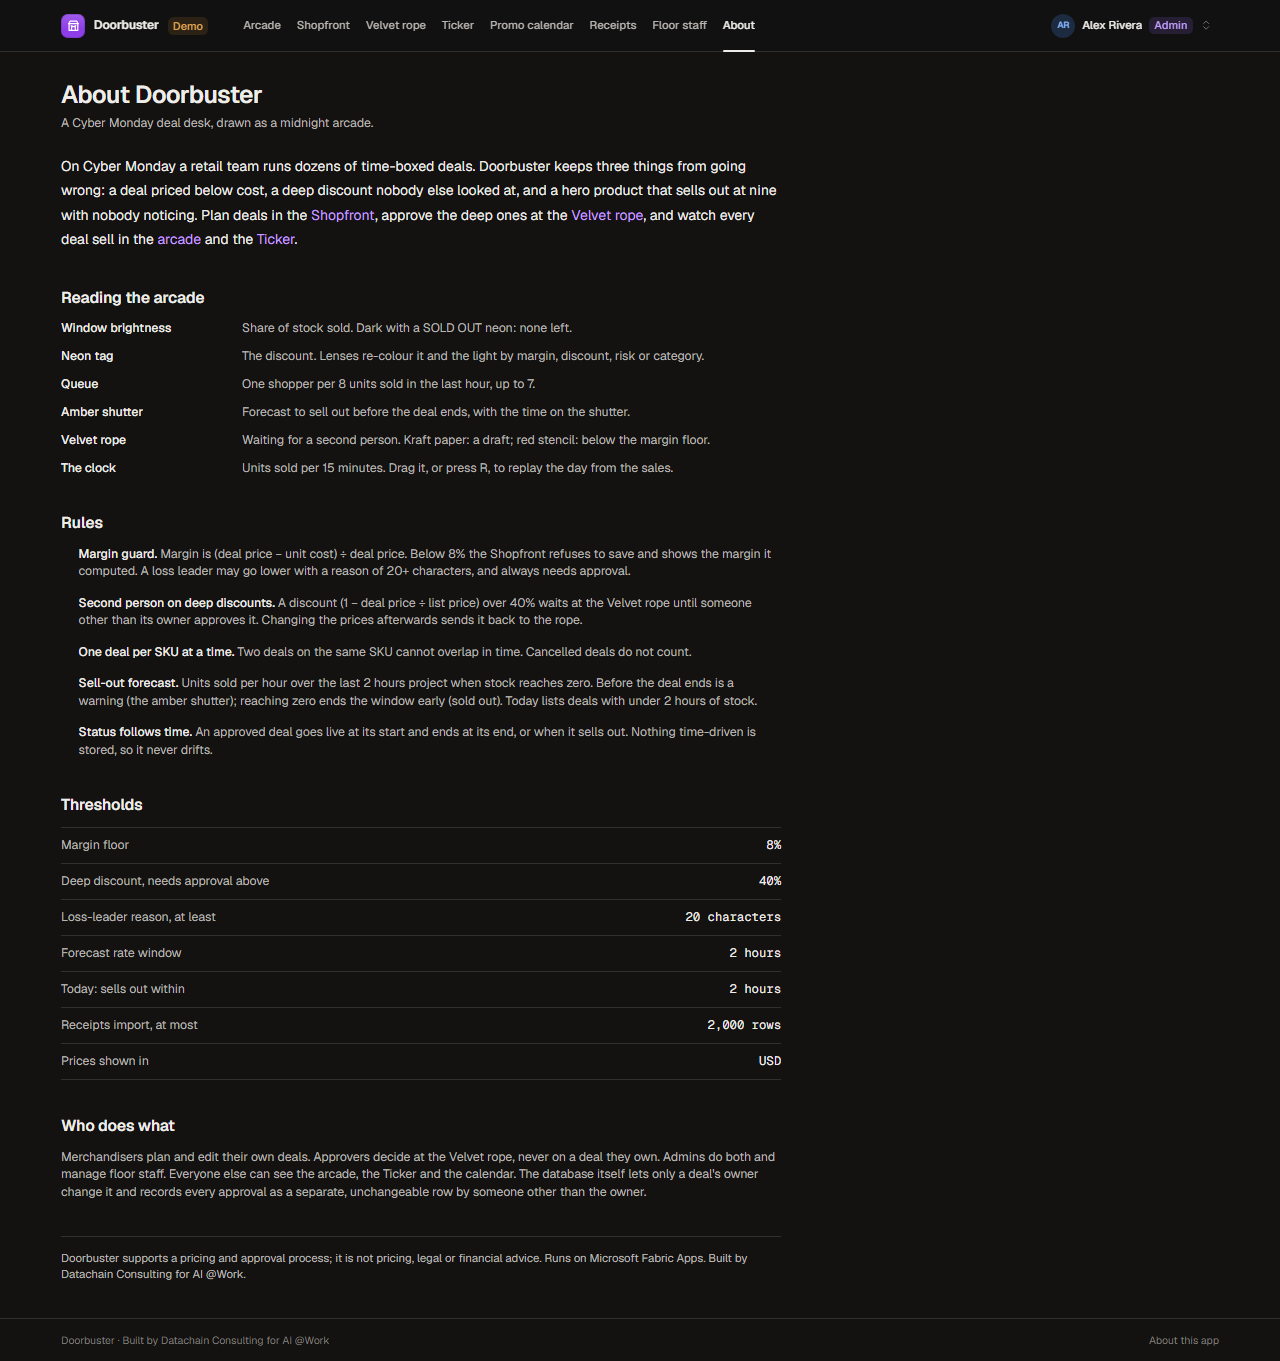 Doorbuster Demo Arcade Shopfront Velvet rope Ticker Promo calendar Receipts Floor staff About AR Alex Rivera Admin
About Doorbuster
A Cyber Monday deal desk, drawn as a midnight arcade.
On Cyber Monday a retail team runs dozens of time-boxed deals. Doorbuster keeps three things from going
wrong: a deal priced below cost, a deep discount nobody else looked at, and a hero product that sells out at nine
with nobody noticing. Plan deals in the Shopfront, approve the deep ones at the Velvet rope, and watch every
deal sell in the arcade and the Ticker.
Reading the arcade
Window brightness Share of stock sold. Dark with a SOLD OUT neon: none left.
Neon tag The discount. Lenses re-colour it and the light by margin, discount, risk or category.
Queue One shopper per 8 units sold in the last hour, up to 7.
Amber shutter Forecast to sell out before the deal ends, with the time on the shutter.
Velvet rope Waiting for a second person. Kraft paper: a draft; red stencil: below the margin floor.
The clock Units sold per 15 minutes. Drag it, or press R, to replay the day from the sales.
Rules
Margin guard. Margin is (deal price − unit cost) ÷ deal price. Below 8% the Shopfront refuses to save and shows the margin it
computed. A loss leader may go lower with a reason of 20+ characters, and always needs approval.
Second person on deep discounts. A discount (1 − deal price ÷ list price) over 40% waits at the Velvet rope until someone
other than its owner approves it. Changing the prices afterwards sends it back to the rope.
One deal per SKU at a time. Two deals on the same SKU cannot overlap in time. Cancelled deals do not count.
Sell-out forecast. Units sold per hour over the last 2 hours project when stock reaches zero. Before the deal ends is a
warning (the amber shutter); reaching zero ends the window early (sold out). Today lists deals with under 2 hours of stock.
Status follows time. An approved deal goes live at its start and ends at its end, or when it sells out. Nothing time-driven is
stored, so it never drifts.
Thresholds
Margin floor 8%
Deep discount, needs approval above 40%
Loss-leader reason, at least 20 characters
Forecast rate window 2 hours
Today: sells out within 2 hours
Receipts import, at most 2,000 rows
Prices shown in USD
Who does what
Merchandisers plan and edit their own deals. Approvers decide at the Velvet rope, never on a deal they own. Admins do both and
manage floor staff. Everyone else can see the arcade, the Ticker and the calendar. The database itself lets only a deal's owner
change it and records every approval as a separate, unchangeable row by someone other than the owner.
Doorbuster supports a pricing and approval process; it is not pricing, legal or financial advice. Runs on Microsoft Fabric Apps. Built by
Datachain Consulting for AI @Work.
Doorbuster · Built by Datachain Consulting for AI @Work About this app